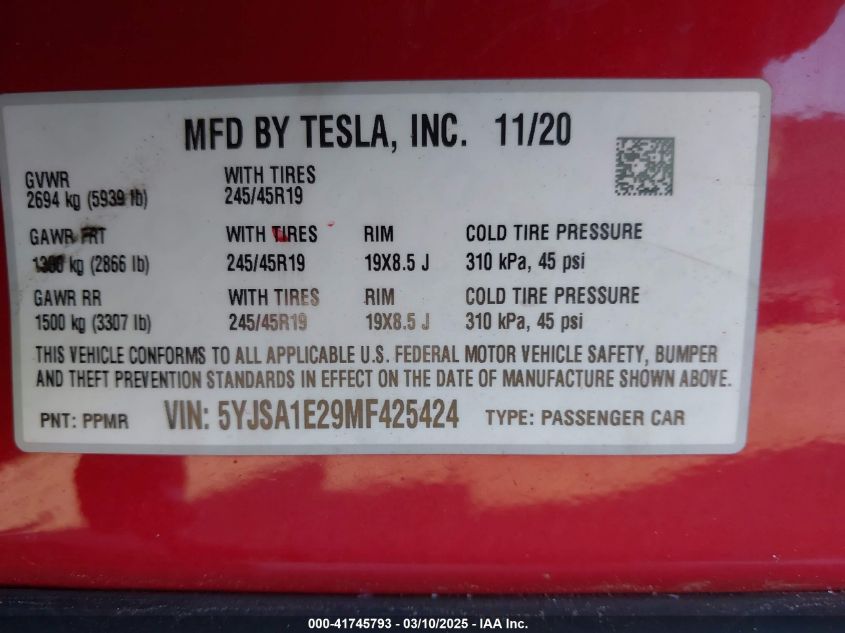 MFD BY TESLA, INC. 11/20
GVWR WITH TIRES
2694 kg (5939 lb) 245/45R19
GAWR FRT WITH TIRES RIM COLD TIRE PRESSURE
1300 kg (2866 lb) 245/45R19 19X8.5 J 310 kPa, 45 psi
GAWR RR WITH TIRES RIM COLD TIRE PRESSURE
1500 kg (3307 lb) 245/45R19 19X8.5 J 310 kPa, 45 psi
THIS VEHICLE CONFORMS TO ALL APPLICABLE U.S. FEDERAL MOTOR VEHICLE SAFETY, BUMPER
AND THEFT PREVENTION STANDARDS IN EFFECT ON THE DATE OF MANUFACTURE SHOWN ABOVE.
PNT: PPMR VIN: 5YJSA1E29MF425424 TYPE: PASSENGER CAR
000-41745793 - 03/10/2025 - IAA Inc.